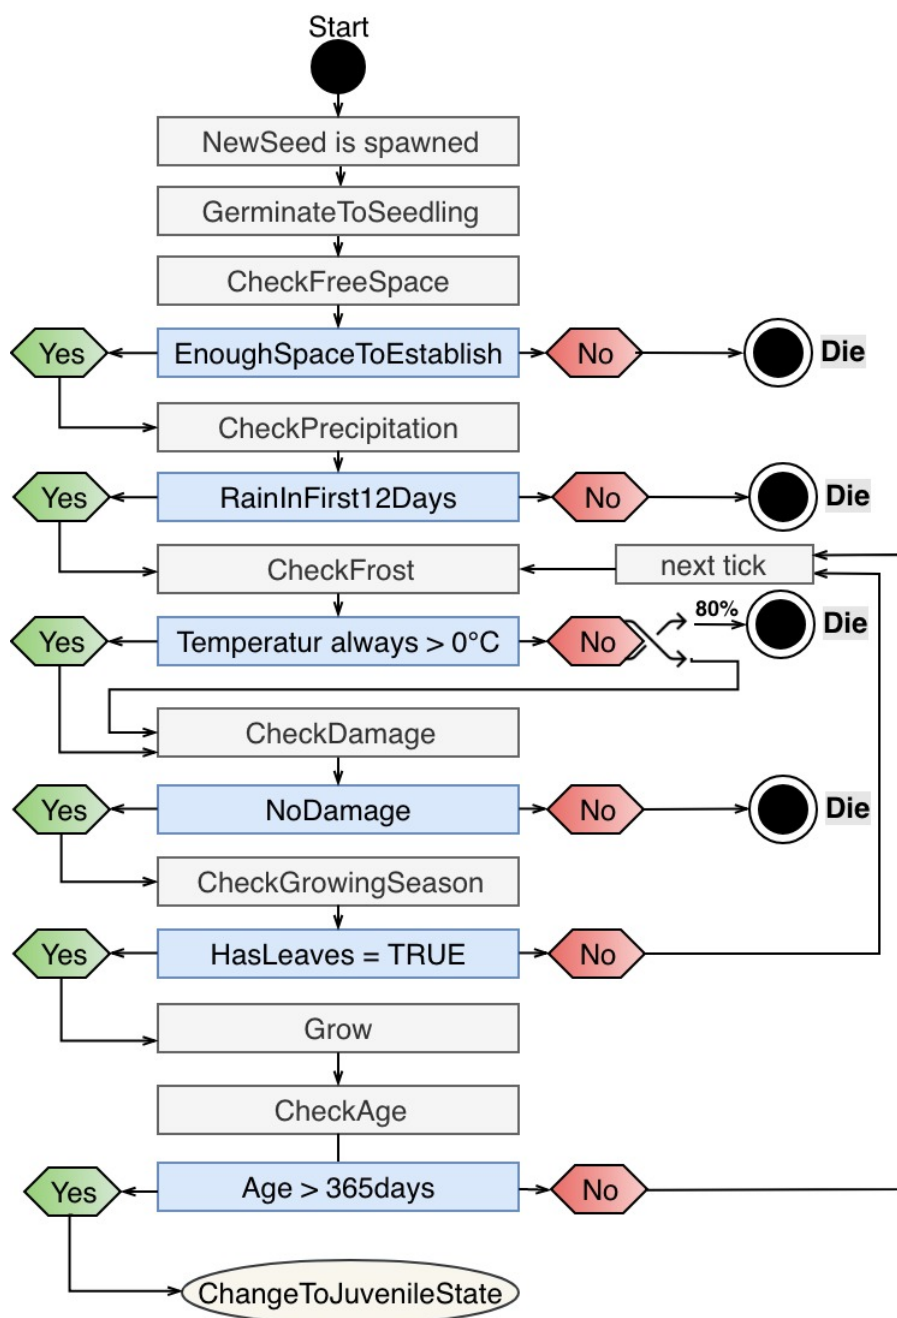 Start
NewSeed is spawned
GerminateToSeedling
CheckFreeSpace
Yes
EnoughSpaceToEstablish
No
Die
CheckPrecipitation
Yes
RainInFirst12Days
No
Die
CheckFrost
next tick
Yes
Temperatur always > 0°C
No
80%
Die
CheckDamage
Yes
NoDamage
No
Die
CheckGrowingSeason
Yes
HasLeaves = TRUE
No
Grow
CheckAge
Yes
Age > 365days
No
ChangeToJuvenileState